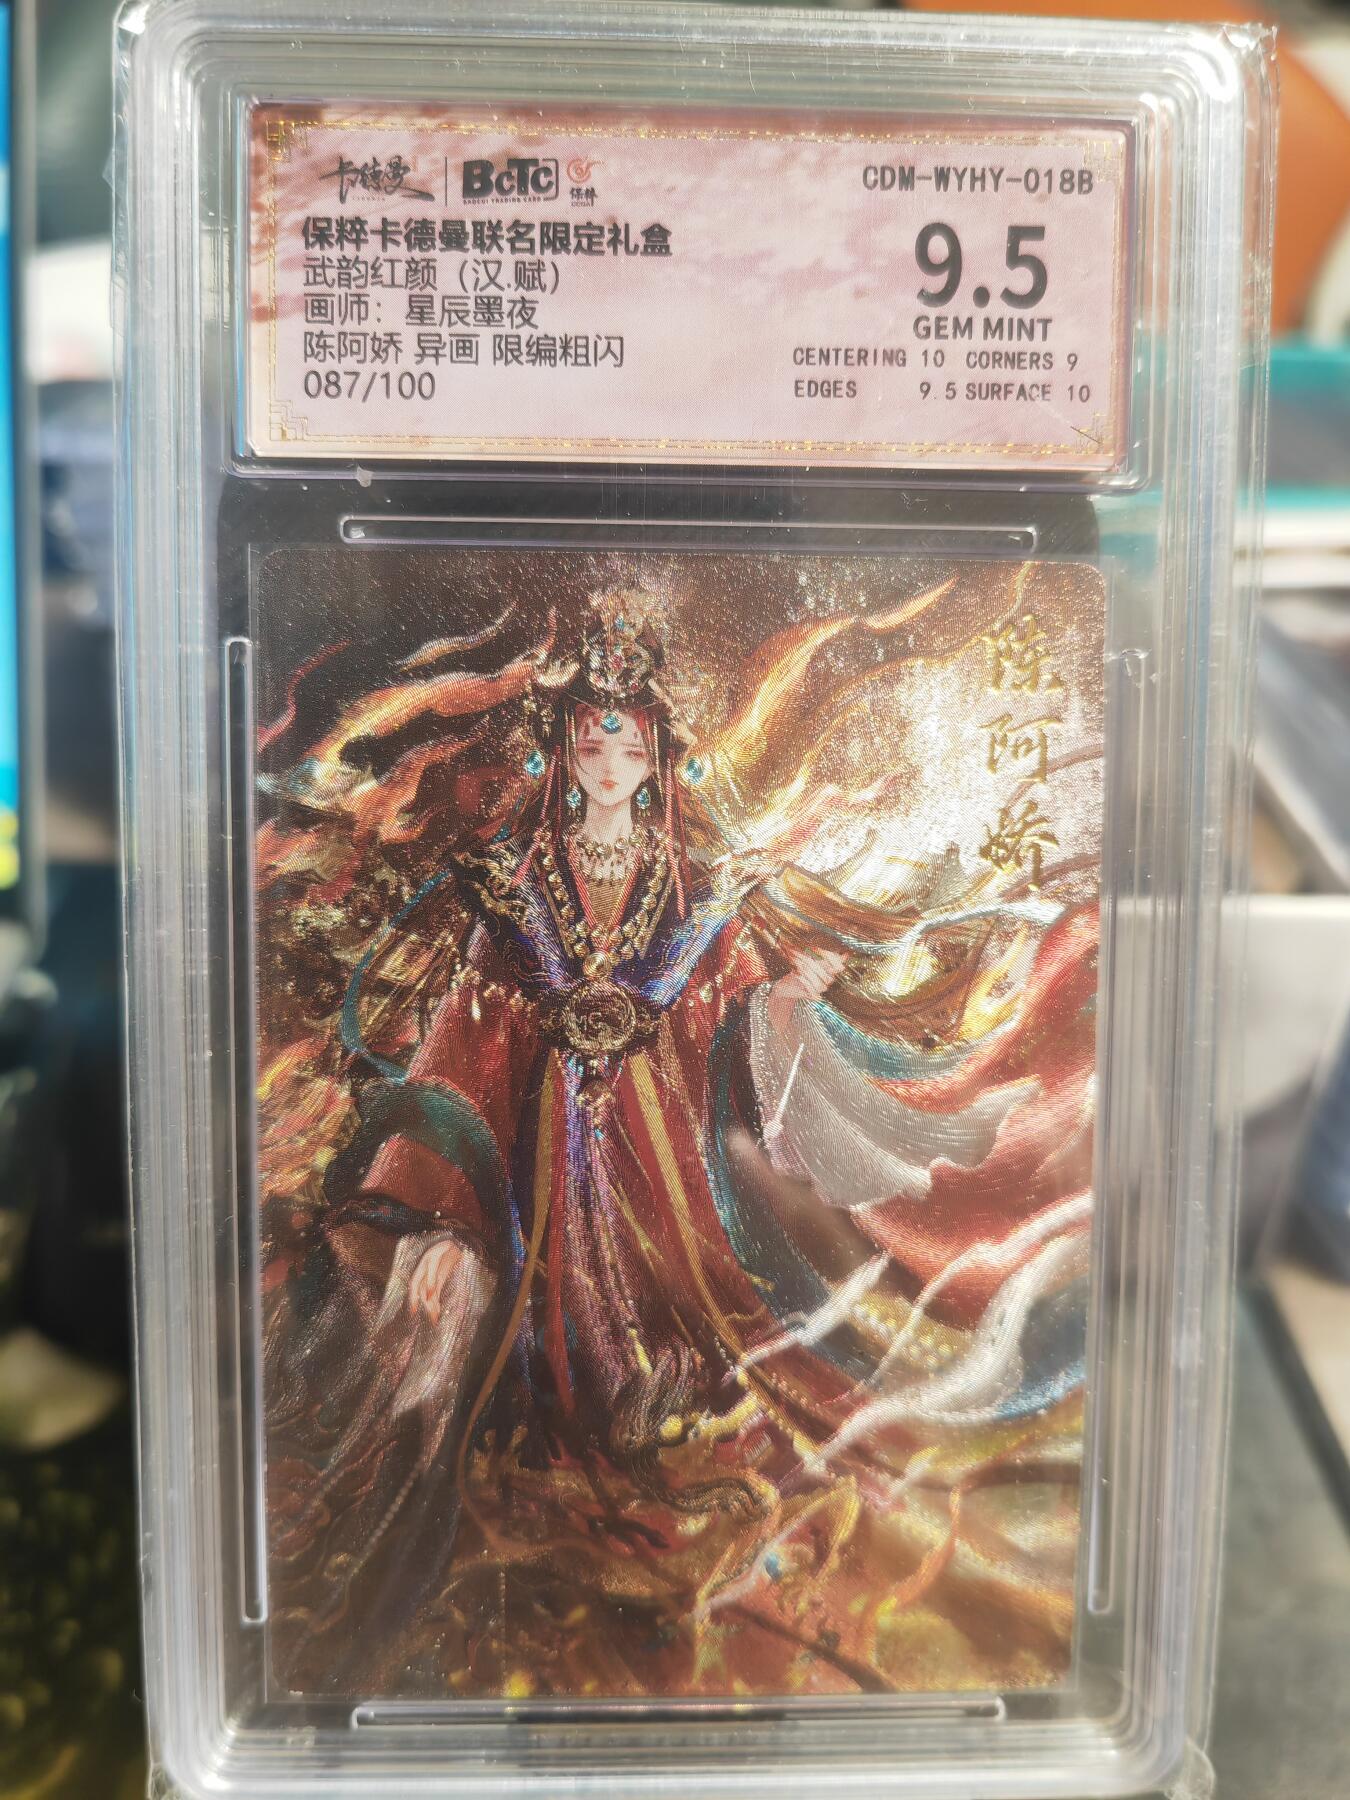 卡德曼 BCTC 保粹
CDM-WYHY-018B
保粹卡德曼联名限定礼盒
武韵红颜（汉.赋）
画师：星辰墨夜
陈阿娇 异画 限编粗闪
087/100
9.5
GEM MINT
CENTERING 10 CORNERS 9
EDGES 9.5 SURFACE 10
陈阿娇